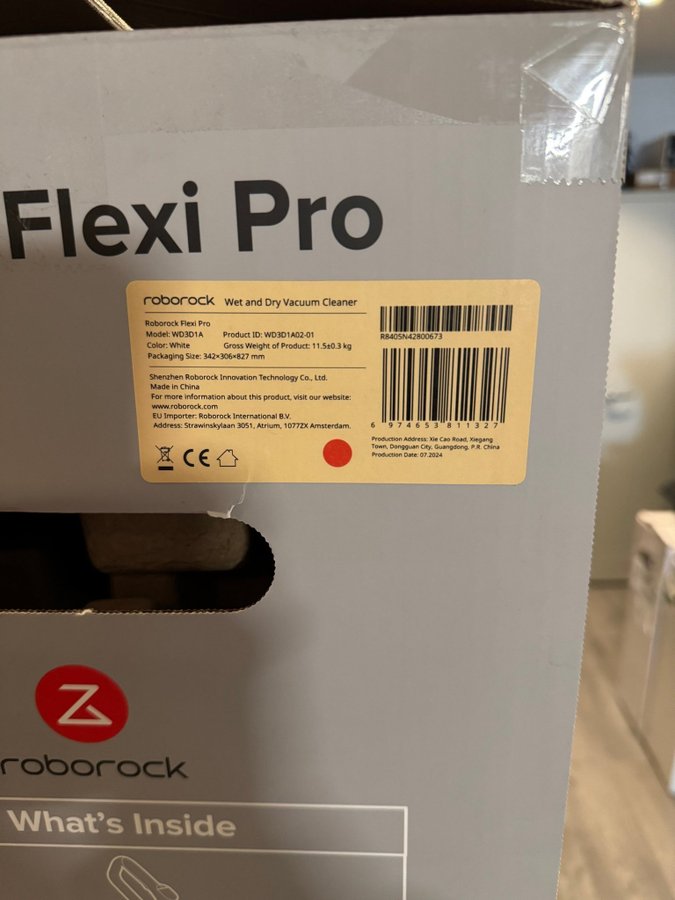 Flexi Pro
roborock Wet and Dry Vacuum Cleaner
Roborock Flexi Pro
Model: WD3D1A Product ID: WD3D1A02-01
Color: White Gross Weight of Product: 11.5±0.3 kg
Packaging Size: 342×306×827 mm
Shenzhen Roborock Innovation Technology Co., Ltd.
Made in China
For more information about this product, visit our website:
www.roborock.com
EU Importer: Roborock International B.V.
Address: Strawinskylaan 3051, Atrium, 1077ZX Amsterdam.
CE
R8405N42800673
6 974653 811327
Production Address: Xie Cao Road, Xiegang
Town, Dongguan City, Guangdong, P.R. China
Production Date: 07.2024
roborock
What's Inside